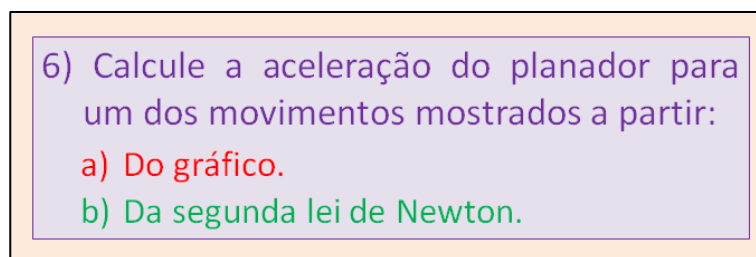 6) Calcule a aceleração do planador para
um dos movimentos mostrados a partir:
a) Do gráfico.
b) Da segunda lei de Newton.